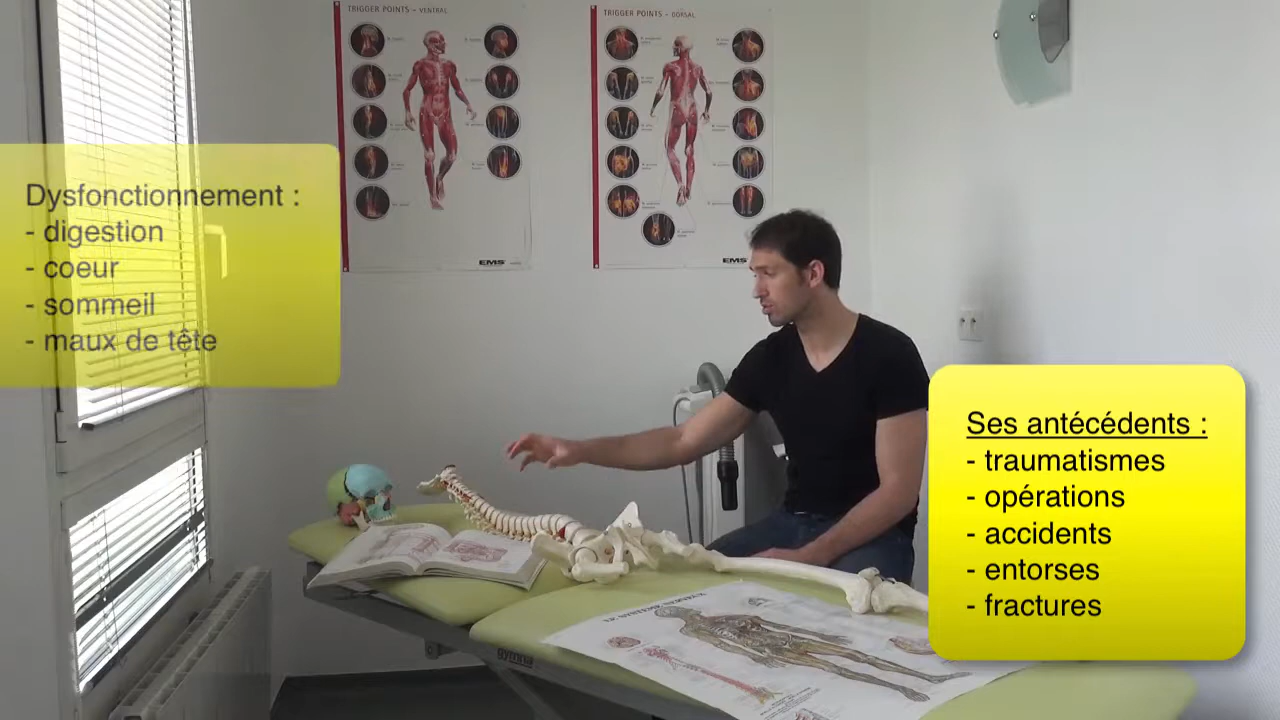 TRIGGER POINTS – VENTRAL
TRIGGER POINTS – DORSAL
EMS
EMS
Dysfonctionnement :
- digestion
- coeur
- sommeil
- maux de tête
Ses antécédents :
- traumatismes
- opérations
- accidents
- entorses
- fractures
gymna